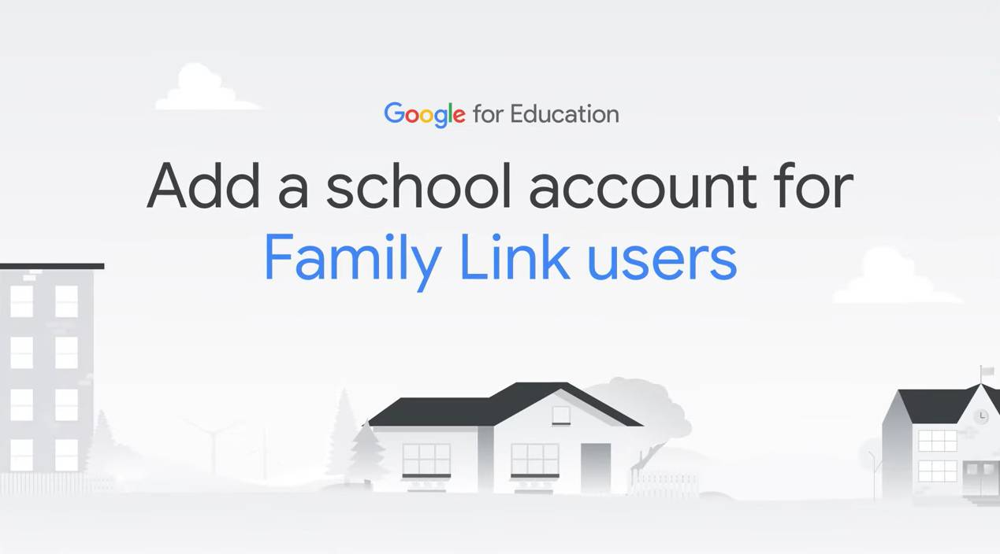 Google for Education
Add a school account for
Family Link users